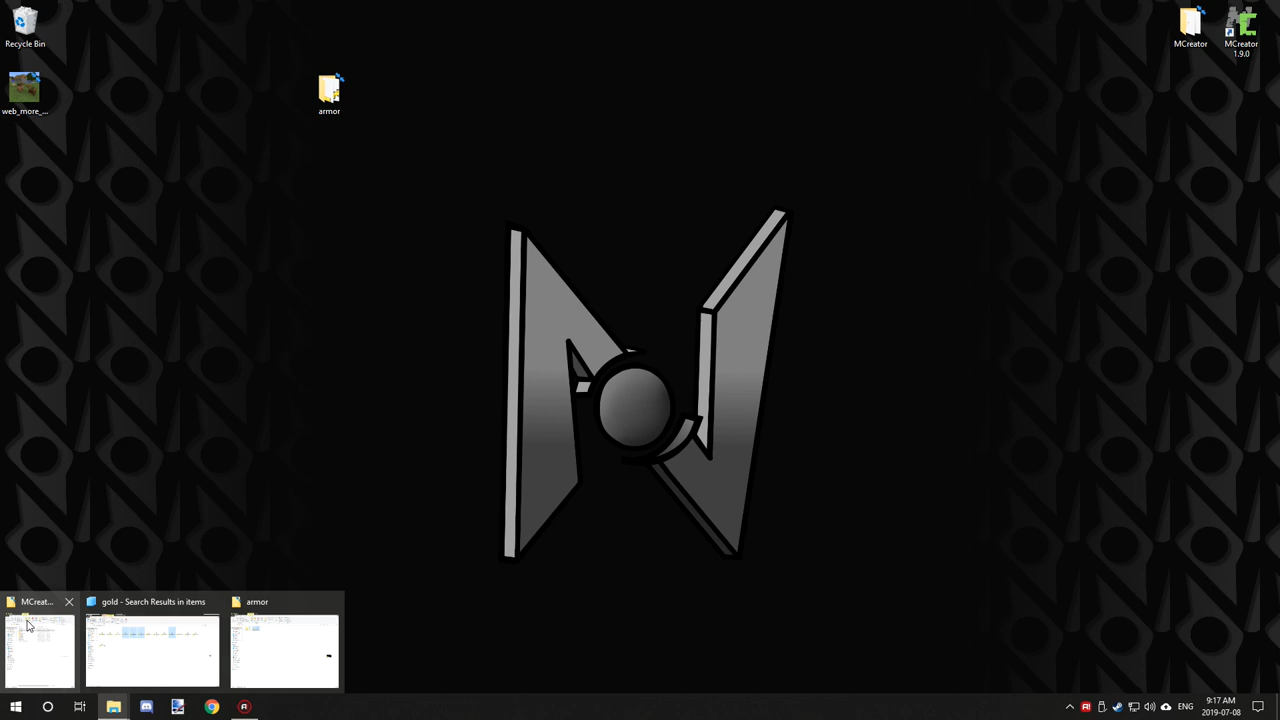 Recycle Bin
MCreator
MCreator
1.9.0
web_more_...
armor
MCreat...
gold - Search Results in items
armor
ENG
9:17 AM
2019-07-08